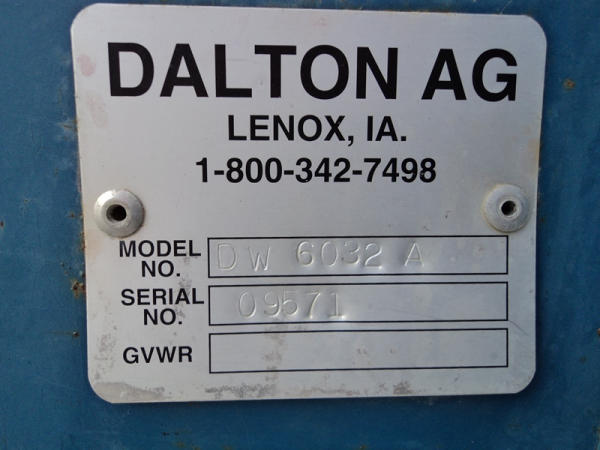 DALTON AG
LENOX, IA.
1-800-342-7498
MODEL NO. DW 6032 A
SERIAL NO. 09571
GVWR